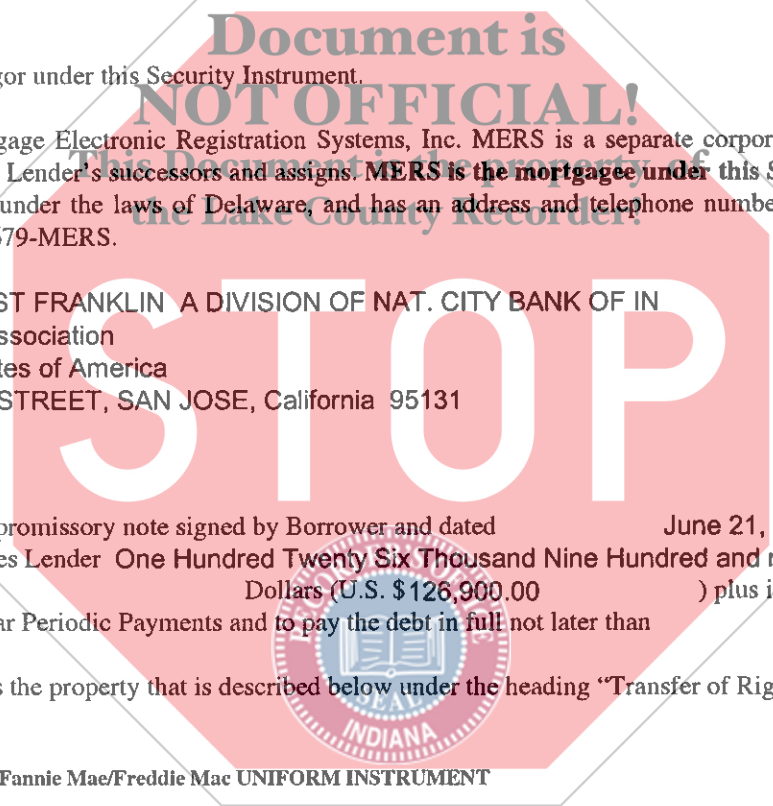 Document is
gor under this Security Instrument.
NOT OFFICIAL!
gage Electronic Registration Systems, Inc. MERS is a separate corpor
This Document is the property of
Lender's successors and assigns. MERS is the mortgagee under this S
the Lake County Recorder!
under the laws of Delaware, and has an address and telephone numbe
679-MERS.
ST FRANKLIN A DIVISION OF NAT. CITY BANK OF IN
ssociation
tes of America
STREET, SAN JOSE, California 95131
STOP
promissory note signed by Borrower and dated June 21,
es Lender One Hundred Twenty Six Thousand Nine Hundred and n
Dollars (U.S. $126,900.00 ) plus i
ar Periodic Payments and to pay the debt in full not later than
s the property that is described below under the heading “Transfer of Rig
RECORDER'S OFFICE
SEAL
INDIANA
Fannie Mae/Freddie Mac UNIFORM INSTRUMENT